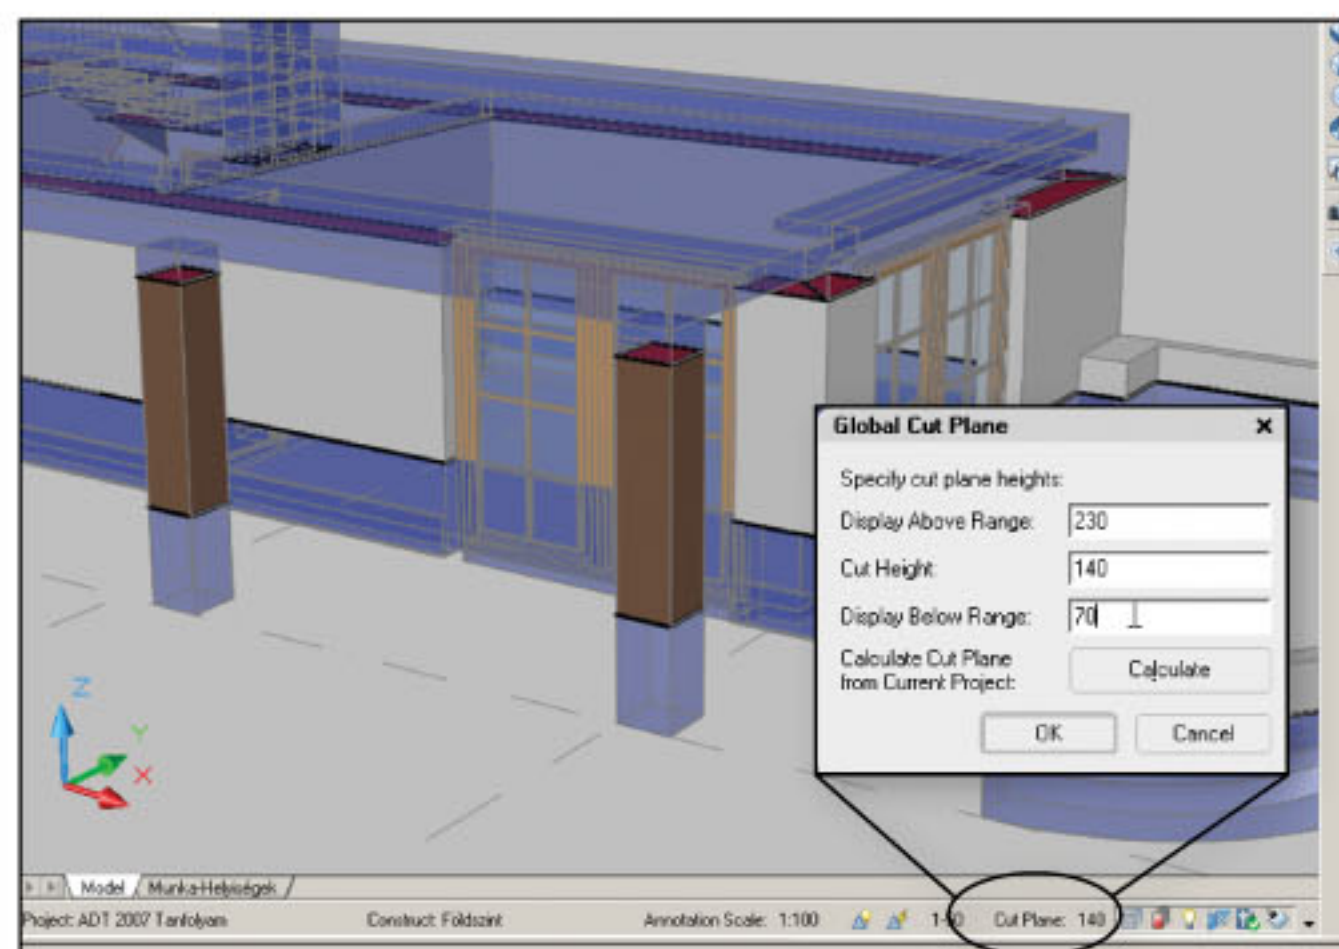 Global Cut Plane
Specify cut plane heights:
Display Above Range: 230
Cut Height: 140
Display Below Range: 70
Calculate Cut Plane
from Current Project:
Calculate
OK Cancel
Z
Y
X
Model Munka-Helyiségek
Project: ADT 2007 Tanfolyam Construct: Földszint Annotation Scale: 1:100 Cut Plane: 140